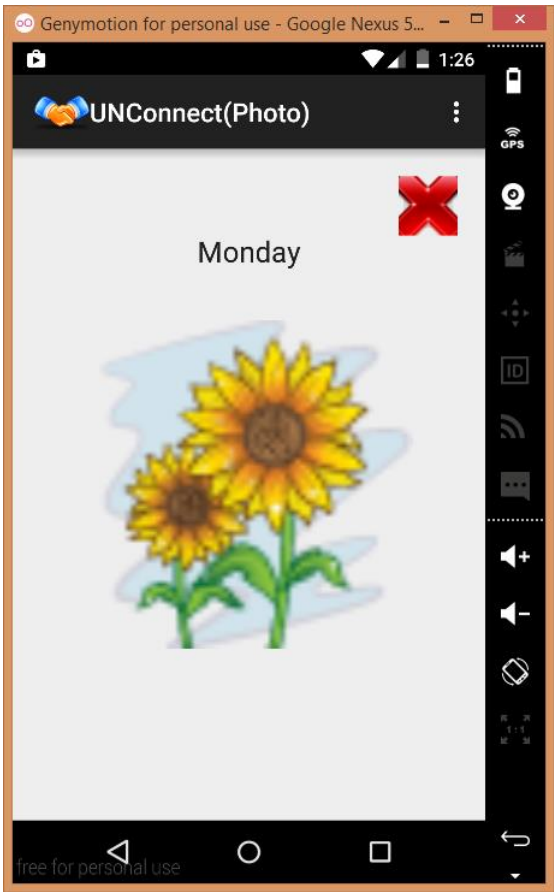 Genymotion for personal use - Google Nexus 5...
1:26
UNConnect(Photo)
GPS
Monday
ID
1:1
free for personal use